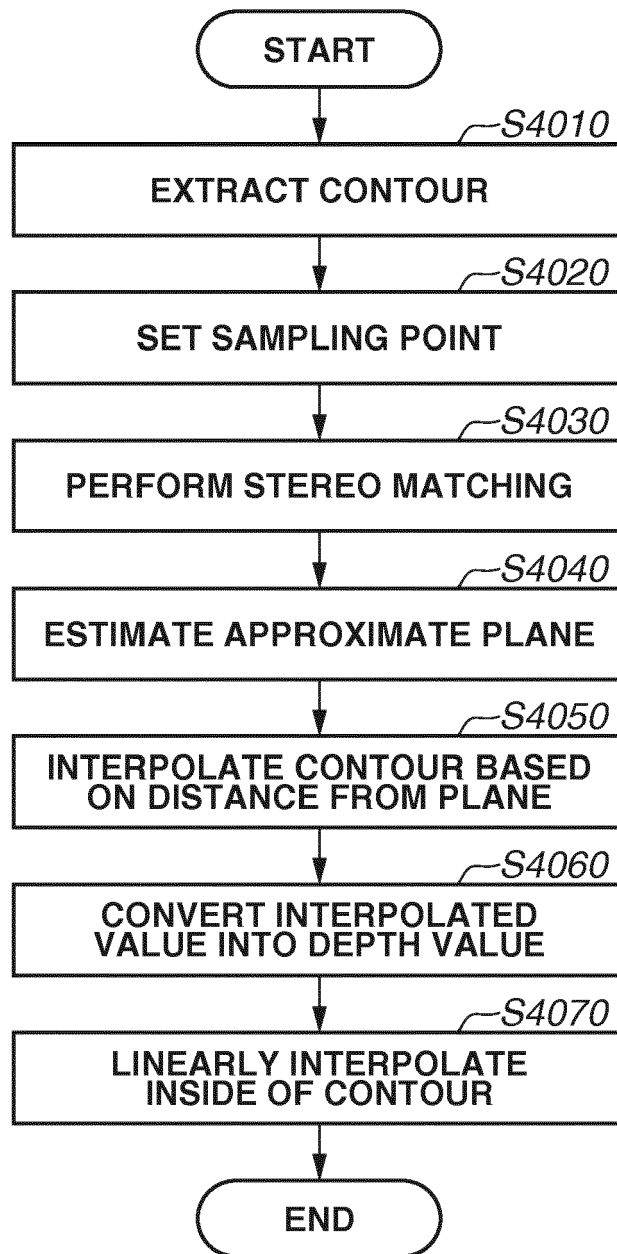 START
S4010
EXTRACT CONTOUR
S4020
SET SAMPLING POINT
S4030
PERFORM STEREO MATCHING
S4040
ESTIMATE APPROXIMATE PLANE
S4050
INTERPOLATE CONTOUR BASED
ON DISTANCE FROM PLANE
S4060
CONVERT INTERPOLATED
VALUE INTO DEPTH VALUE
S4070
LINEARLY INTERPOLATE
INSIDE OF CONTOUR
END